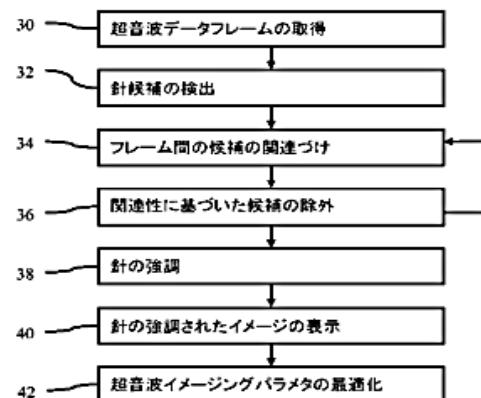 30 超音波データフレームの取得
32 針候補の検出
34 フレーム間の候補の関連づけ
36 関連性に基づいた候補の除外
38 針の強調
40 針の強調されたイメージの表示
42 超音波イメージングパラメタの最適化